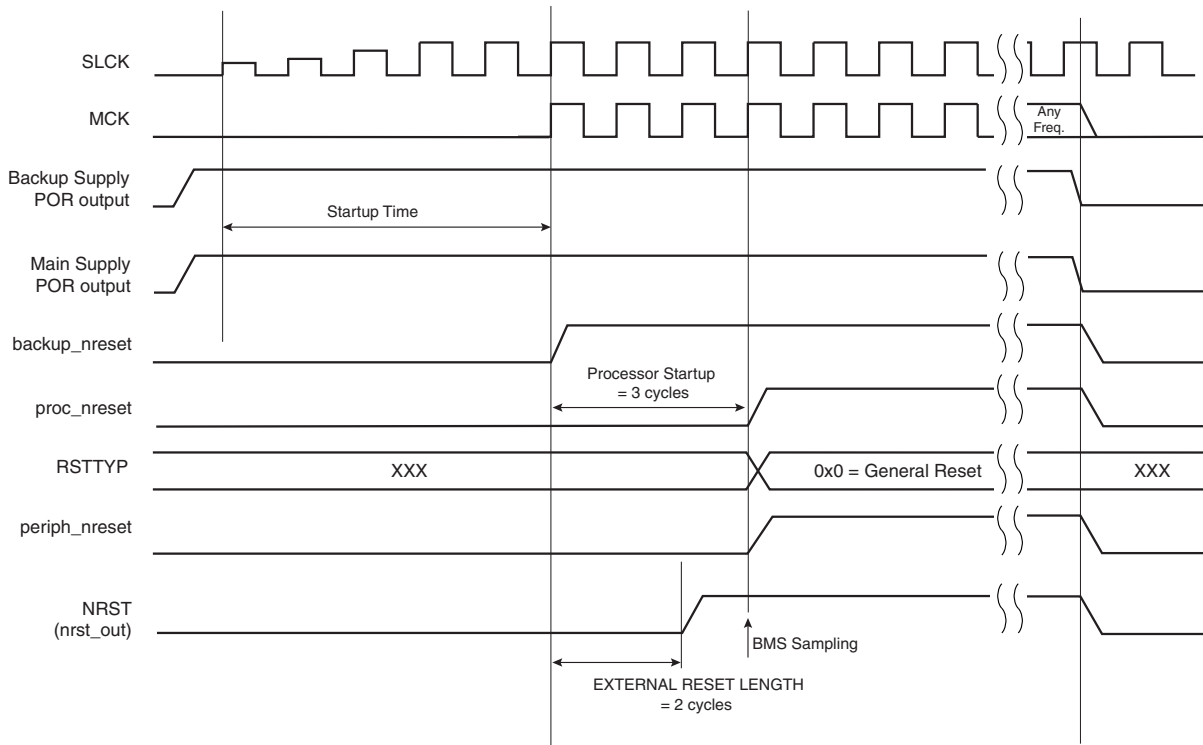 SLCK
MCK
Any
Freq.
Backup Supply
POR output
Startup Time
Main Supply
POR output
backup_nreset
Processor Startup
= 3 cycles
proc_nreset
RSTTYP
XXX
0x0 = General Reset
XXX
periph_nreset
NRST
(nrst_out)
BMS Sampling
EXTERNAL RESET LENGTH
= 2 cycles